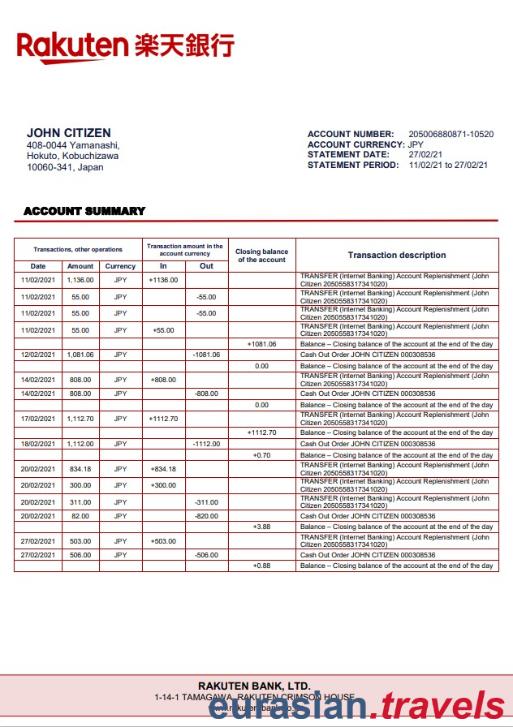 Rakuten 楽天銀行
JOHN CITIZEN
408-0044 Yamanashi,
Hokuto, Kobuchizawa
10060-341, Japan
ACCOUNT NUMBER: 205006880871-10520
ACCOUNT CURRENCY: JPY
STATEMENT DATE: 27/02/21
STATEMENT PERIOD: 11/02/21 to 27/02/21
ACCOUNT SUMMARY
Transactions, other operations
Transaction amount in the account currency
Closing balance of the account
Transaction description
Date Amount Currency In Out
11/02/2021 1,136.00 JPY +1136.00 TRANSFER (Internet Banking) Account Replenishment (John
Citizen 2050558317341020)
11/02/2021 55.00 JPY -55.00 TRANSFER (Internet Banking) Account Replenishment (John
Citizen 2050558317341020)
11/02/2021 55.00 JPY -55.00 TRANSFER (Internet Banking) Account Replenishment (John
Citizen 2050558317341020)
11/02/2021 55.00 JPY +55.00 TRANSFER (Internet Banking) Account Replenishment (John
Citizen 2050558317341020)
+1081.06 Balance – Closing balance of the account at the end of the day
12/02/2021 1,081.06 JPY -1081.06 Cash Out Order JOHN CITIZEN 000308536
0.00 Balance – Closing balance of the account at the end of the day
14/02/2021 808.00 JPY +808.00 TRANSFER (Internet Banking) Account Replenishment (John
Citizen 2050558317341020)
14/02/2021 808.00 JPY -808.00 Cash Out Order JOHN CITIZEN 000308536
0.00 Balance – Closing balance of the account at the end of the day
17/02/2021 1,112.70 JPY +1112.70 TRANSFER (Internet Banking) Account Replenishment (John
Citizen 2050558317341020)
+1112.70 Balance – Closing balance of the account at the end of the day
18/02/2021 1,112.00 JPY -1112.00 Cash Out Order JOHN CITIZEN 000308536
+0.70 Balance – Closing balance of the account at the end of the day
20/02/2021 834.18 JPY +834.18 TRANSFER (Internet Banking) Account Replenishment (John
Citizen 2050558317341020)
20/02/2021 300.00 JPY +300.00 TRANSFER (Internet Banking) Account Replenishment (John
Citizen 2050558317341020)
20/02/2021 311.00 JPY -311.00 TRANSFER (Internet Banking) Account Replenishment (John
Citizen 2050558317341020)
20/02/2021 82.00 JPY -820.00 Cash Out Order JOHN CITIZEN 000308536
+3.88 Balance – Closing balance of the account at the end of the day
27/02/2021 503.00 JPY +503.00 TRANSFER (Internet Banking) Account Replenishment (John
Citizen 2050558317341020)
27/02/2021 506.00 JPY -506.00 Cash Out Order JOHN CITIZEN 000308536
+0.88 Balance – Closing balance of the account at the end of the day
RAKUTEN BANK, LTD.
1-14-1 TAMAGAWA, RAKUTEN CRIMSON HOUSE
eurasian.travels